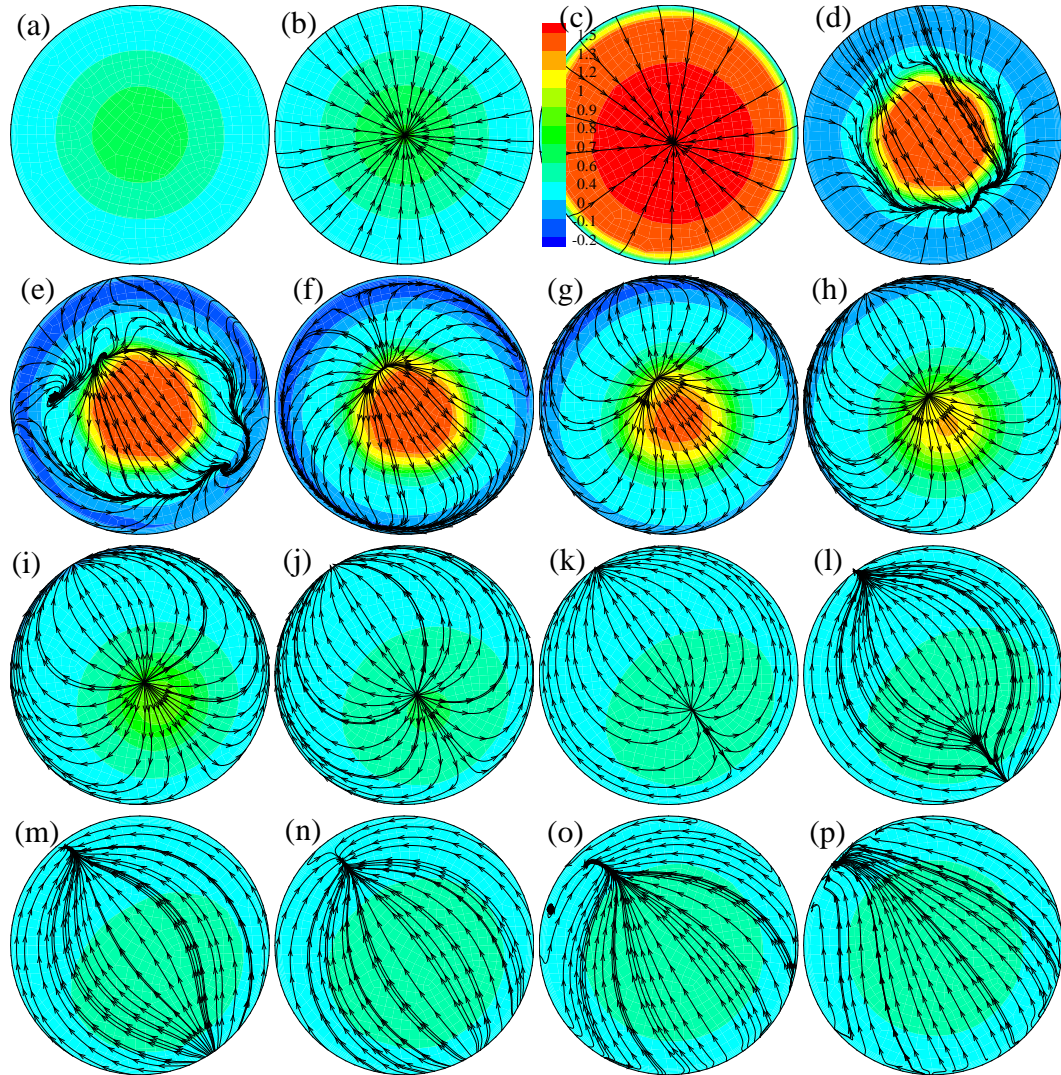 (a)
(b)
(c)
(d)
1.5
1.3
1.2
1
0.9
0.8
0.7
0.6
0.4
0
-0.1
-0.2
(e)
(f)
(g)
(h)
(i)
(j)
(k)
(l)
(m)
(n)
(o)
(p)